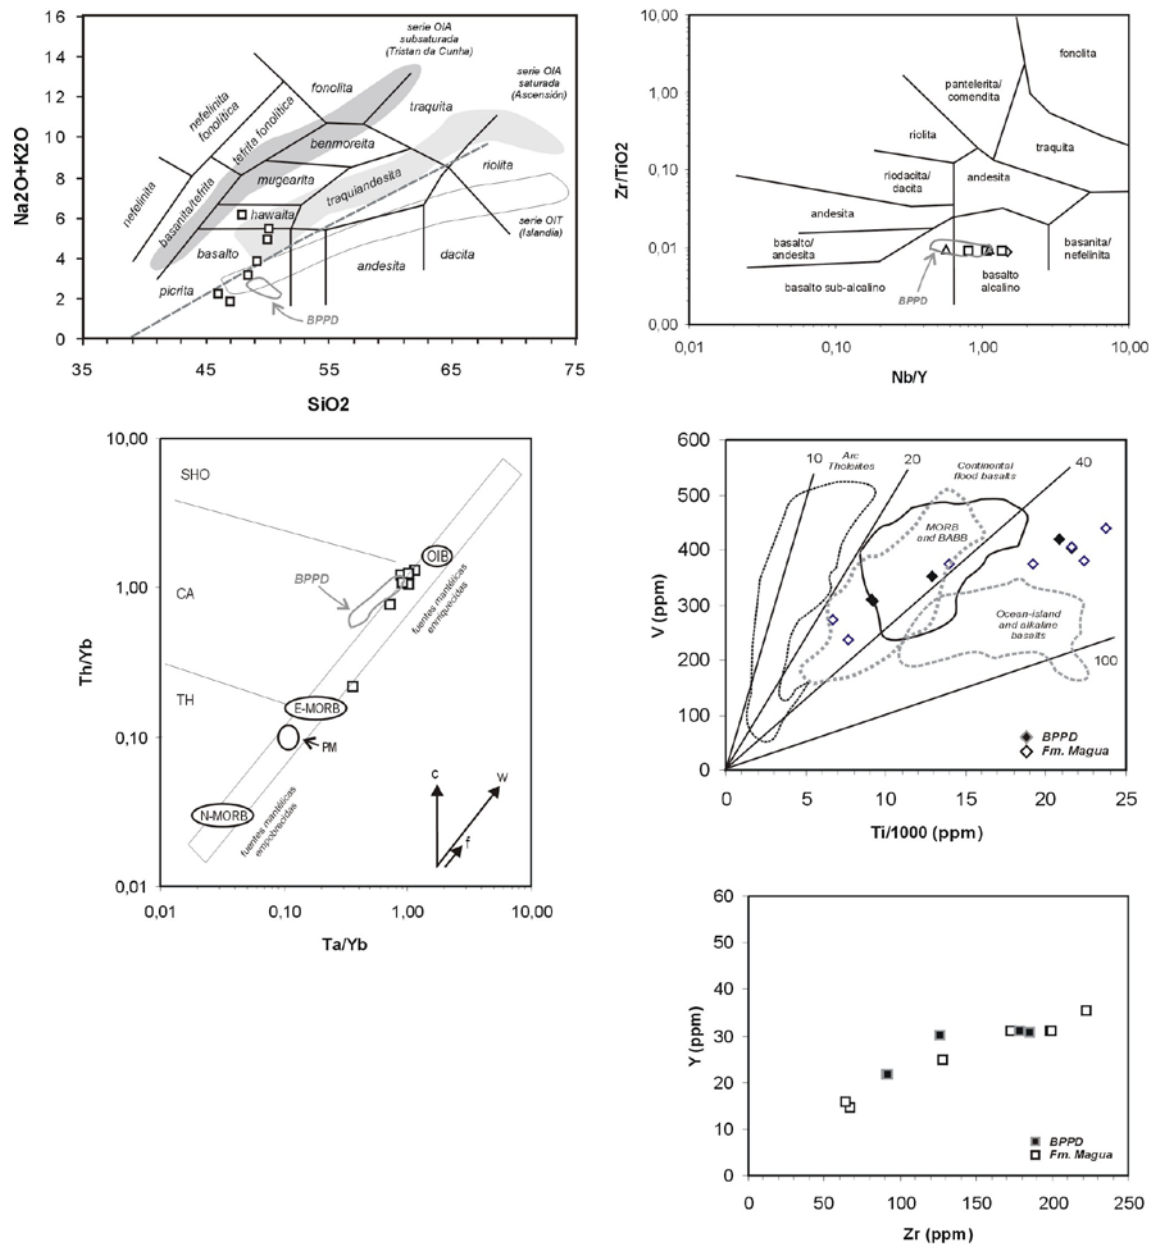 16
14
12
10
8
6
4
2
0
Na2O+K2O
35
45
55
65
75
SiO2
serie OIA
subsaturada
(Tristan da Cunha)
serie OIA
saturada
(Ascensión)
nefelinita
fonolítica
tefrita fonolítica
fonolita
traquita
benmoreita
nefelinita
basanita/tefrita
mugearita
traquiandesita
riolita
hawaita
serie OIT
(Islandia)
basalto
andesita
dacita
picrita
BPPD
10,00
1,00
0,10
0,01
0,00
Zr/TiO2
0,01
0,10
1,00
10,00
Nb/Y
fonolita
pantelerita/
comendita
riolita
traquita
riodacita/
dacita
andesita
andesita
basalto/
andesita
basanita/
nefelinita
basalto sub-alcalino
basalto
alcalino
BPPD
10,00
1,00
0,10
0,01
Th/Yb
0,01
0,10
1,00
10,00
Ta/Yb
SHO
CA
TH
BPPD
OIB
fuentes mantélicas
enriquecidas
E-MORB
PM
N-MORB
fuentes mantélicas
empobrecidas
c
w
f
600
500
400
300
200
100
0
V (ppm)
0
5
10
15
20
25
Ti/1000 (ppm)
10
Arc
Tholeiites
20
Continental
flood basalts
40
MORB
and BABB
Ocean-island
and alkaline
basalts
100
BPPD
Fm. Magua
60
50
40
30
20
10
0
Y (ppm)
0
50
100
150
200
250
Zr (ppm)
BPPD
Fm. Magua